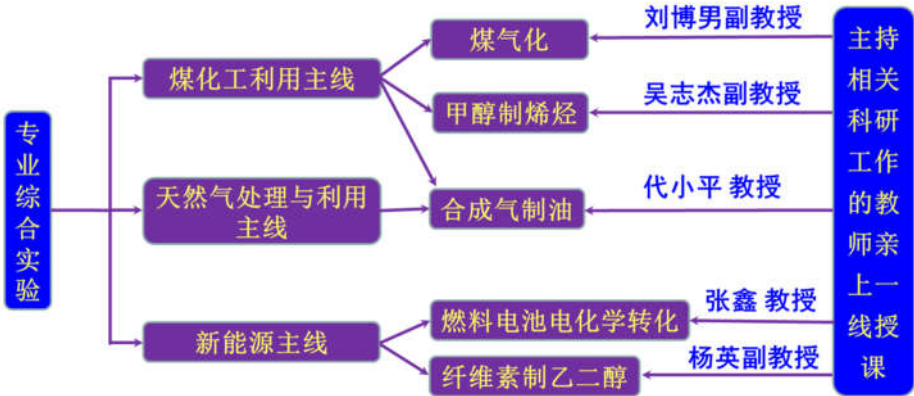 专业综合实验
煤化工利用主线
天然气处理与利用
主线
新能源主线
煤气化
甲醇制烯烃
合成气制油
燃料电池电化学转化
纤维素制乙二醇
刘博男副教授
吴志杰副教授
代小平 教授
张鑫 教授
杨英副教授
主持
相关
科研
工作
的教
师亲
上一
线授
课